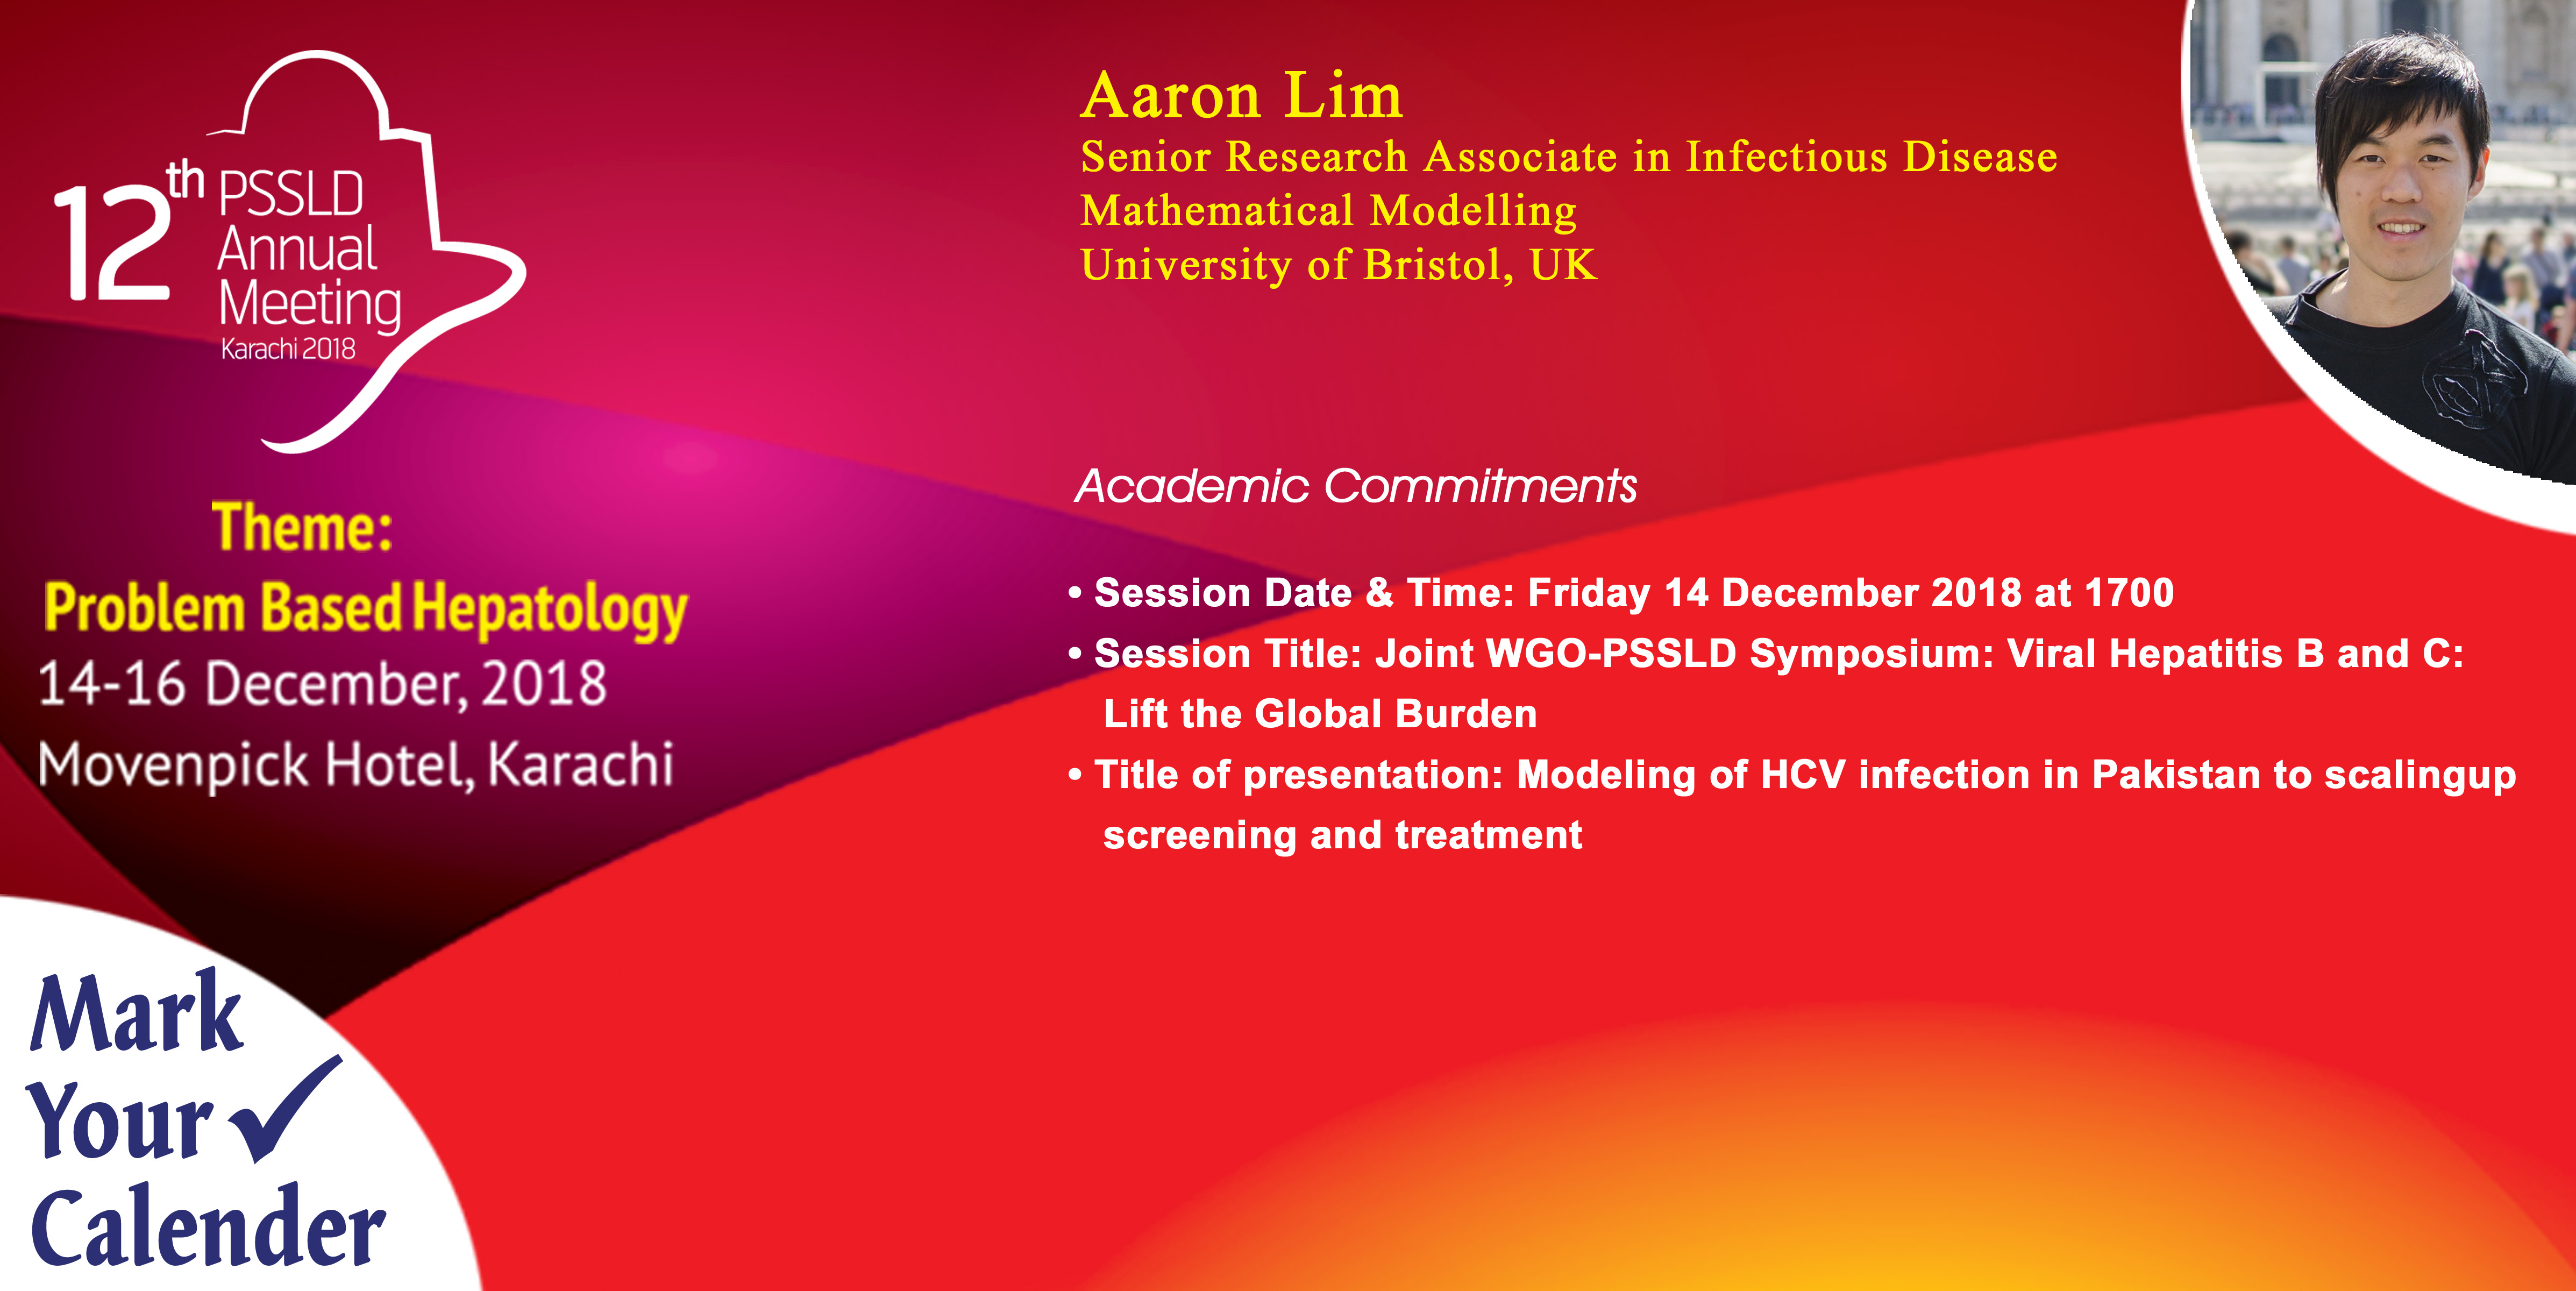 12th PSSLD
Annual
Meeting
Karachi 2018
Theme:
Problem Based Hepatology
14-16 December, 2018
Movenpick Hotel, Karachi
Mark
Your
Calender
Aaron Lim
Senior Research Associate in Infectious Disease
Mathematical Modelling
University of Bristol, UK
Academic Commitments
• Session Date & Time: Friday 14 December 2018 at 1700
• Session Title: Joint WGO-PSSLD Symposium: Viral Hepatitis B and C:
Lift the Global Burden
• Title of presentation: Modeling of HCV infection in Pakistan to scalingup
screening and treatment